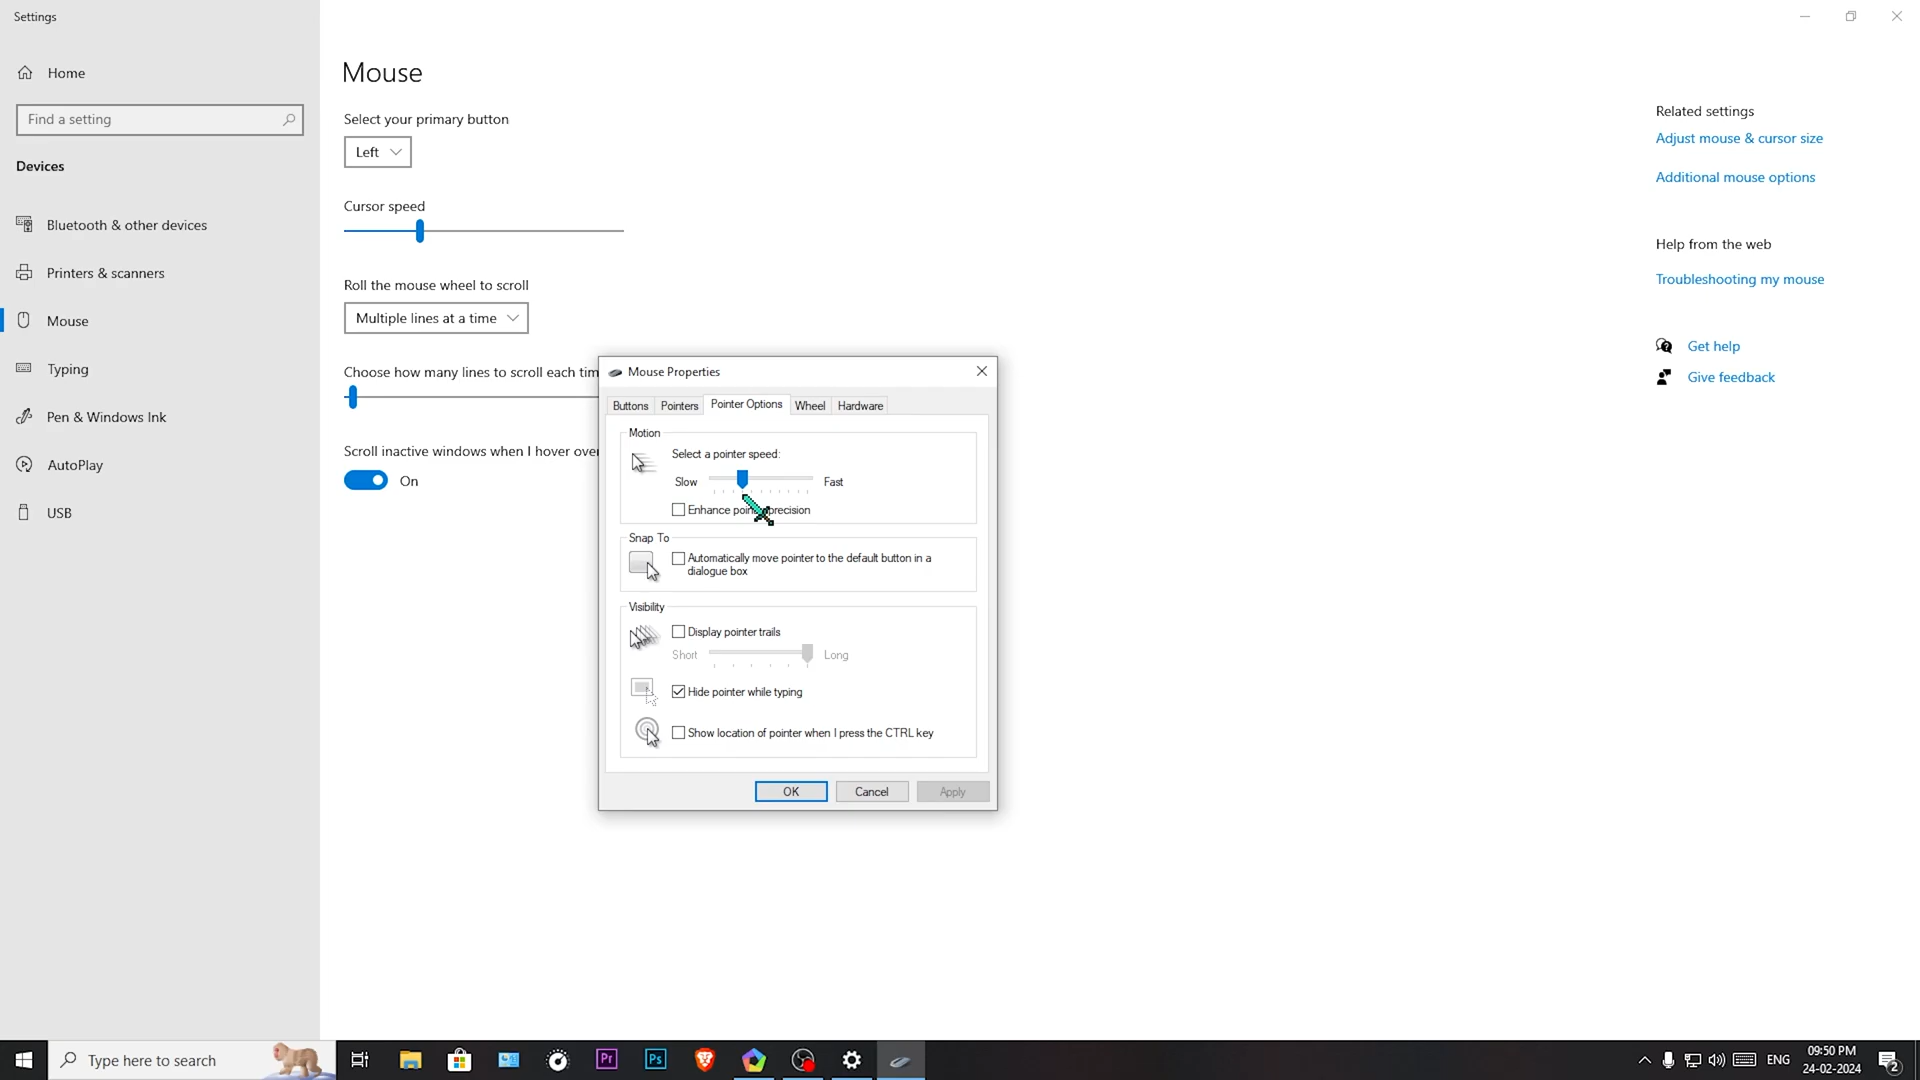 Settings
Home
Find a setting
Devices
Bluetooth & other devices
Printers & scanners
Mouse
Typing
Pen & Windows Ink
AutoPlay
USB
Mouse
Select your primary button
Left
Cursor speed
Roll the mouse wheel to scroll
Multiple lines at a time
Choose how many lines to scroll each tim
Scroll inactive windows when I hover over
On
Mouse Properties
Buttons Pointers Pointer Options Wheel Hardware
Motion
Select a pointer speed:
Slow Fast
Enhance pointer precision
Snap To
Automatically move pointer to the default button in a
dialogue box
Visibility
Display pointer trails
Short Long
Hide pointer while typing
Show location of pointer when I press the CTRL key
OK Cancel Apply
Related settings
Adjust mouse & cursor size
Additional mouse options
Help from the web
Troubleshooting my mouse
Get help
Give feedback
Type here to search
Pr
Ps
ENG
09:50 PM
24-02-2024
2